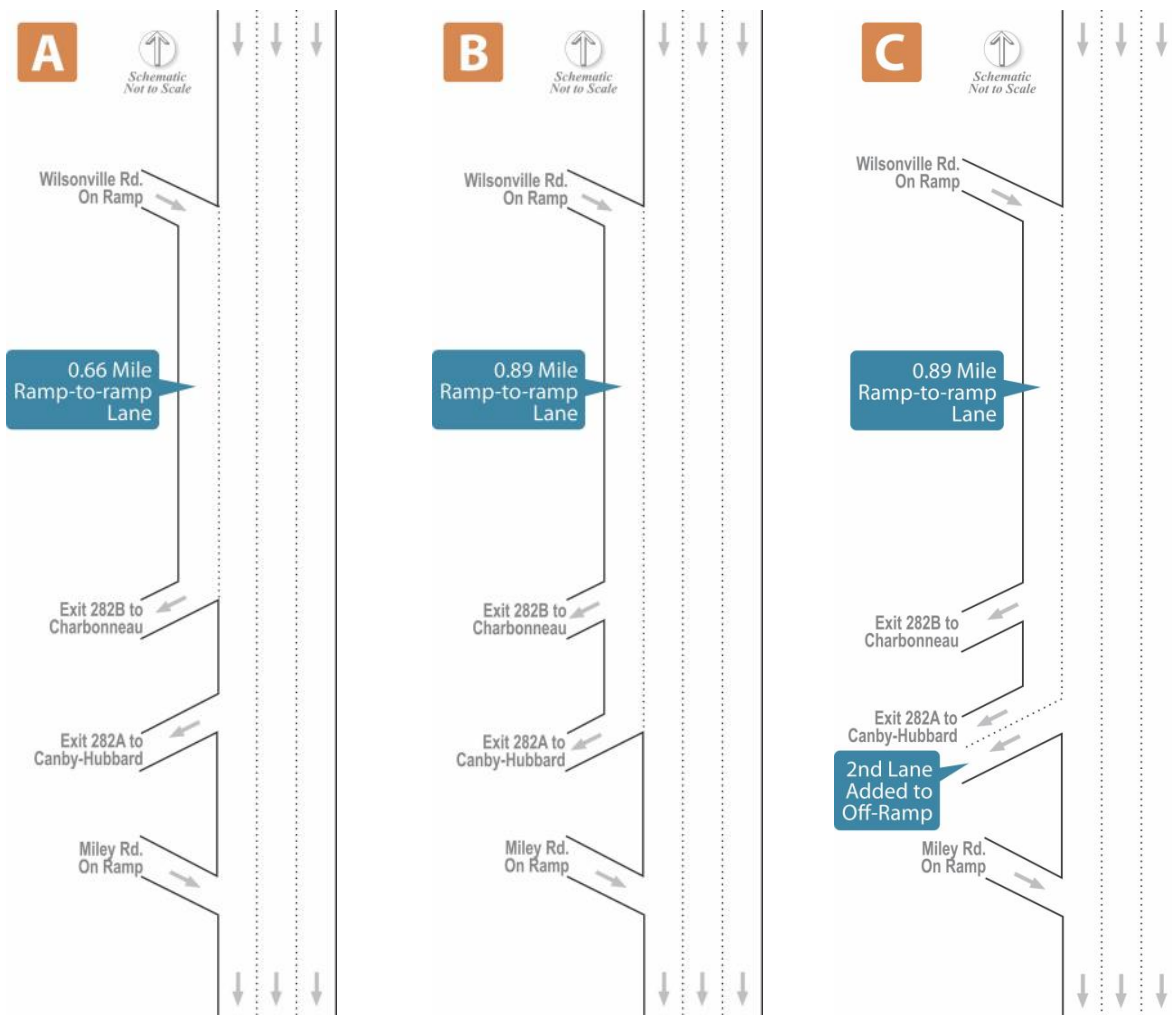 A
Schematic
Not to Scale
Wilsonville Rd.
On Ramp
0.66 Mile
Ramp-to-ramp
Lane
Exit 282B to
Charbonneau
Exit 282A to
Canby-Hubbard
Miley Rd.
On Ramp
B
Schematic
Not to Scale
Wilsonville Rd.
On Ramp
0.89 Mile
Ramp-to-ramp
Lane
Exit 282B to
Charbonneau
Exit 282A to
Canby-Hubbard
Miley Rd.
On Ramp
C
Schematic
Not to Scale
Wilsonville Rd.
On Ramp
0.89 Mile
Ramp-to-ramp
Lane
Exit 282B to
Charbonneau
Exit 282A to
Canby-Hubbard
2nd Lane
Added to
Off-Ramp
Miley Rd.
On Ramp